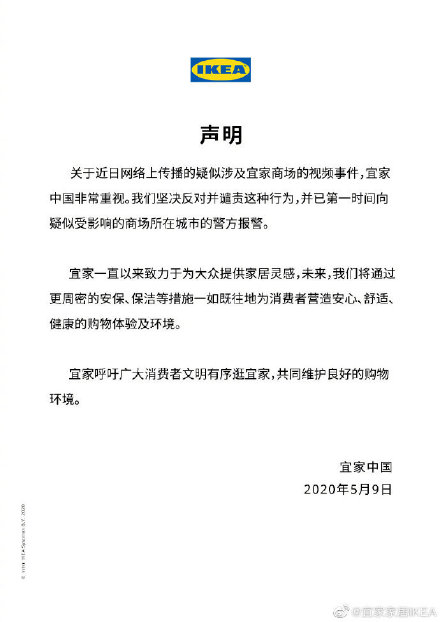 IKEA
声明
关于近日网络上传播的疑似涉及宜家商场的视频事件,宜家
中国非常重视。我们坚决反对并谴责这种行为,并已第一时间向
疑似受影响的商场所在城市的警方报警。
宜家一直以来致力于为大众提供家居灵感,未来,我们将通过
更周密的安保、保洁等措施一如既往地为消费者营造安心、舒适、
健康的购物体验及环境。
宜家呼吁广大消费者文明有序逛宜家,共同维护良好的购物
环境。
宜家中国
2020年5月9日
@宜家家居IKEA